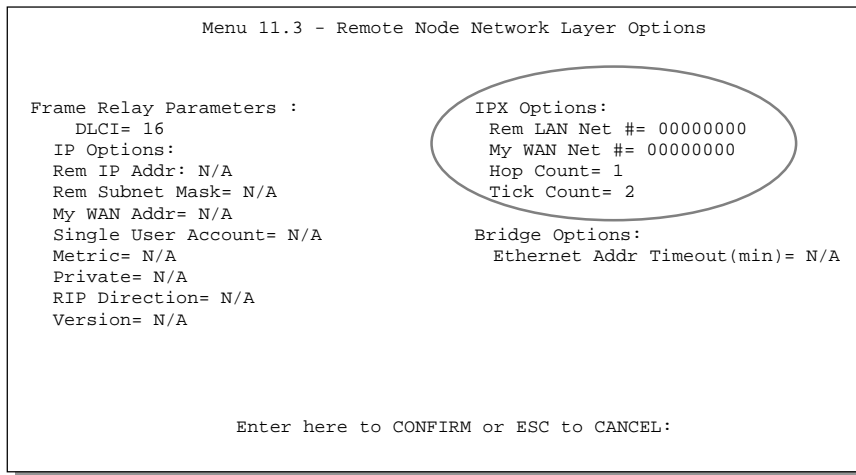 Menu 11.3 - Remote Node Network Layer Options
Frame Relay Parameters :
DLCI= 16
IP Options:
Rem IP Addr: N/A
Rem Subnet Mask= N/A
My WAN Addr= N/A
Single User Account= N/A
Metric= N/A
Private= N/A
RIP Direction= N/A
Version= N/A
IPX Options:
Rem LAN Net #= 00000000
My WAN Net #= 00000000
Hop Count= 1
Tick Count= 2
Bridge Options:
Ethernet Addr Timeout(min)= N/A
Enter here to CONFIRM or ESC to CANCEL: